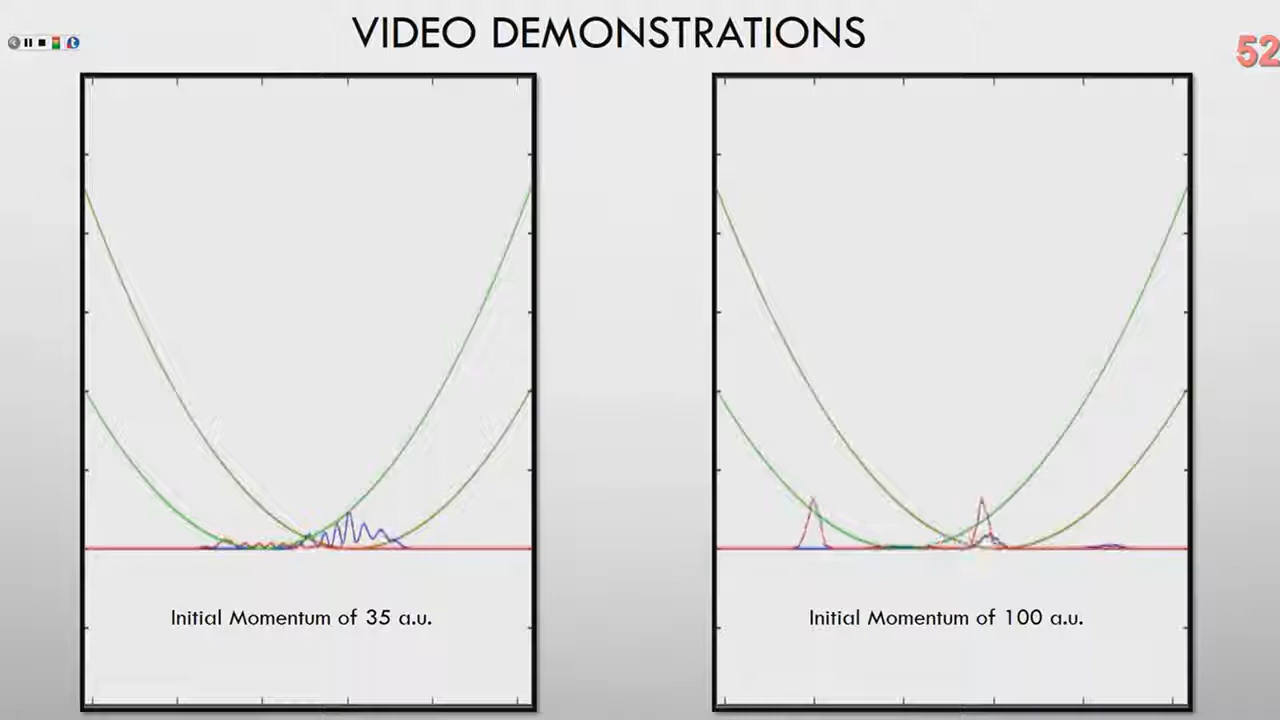 VIDEO DEMONSTRATIONS
52
Initial Momentum of 35 a.u.
Initial Momentum of 100 a.u.